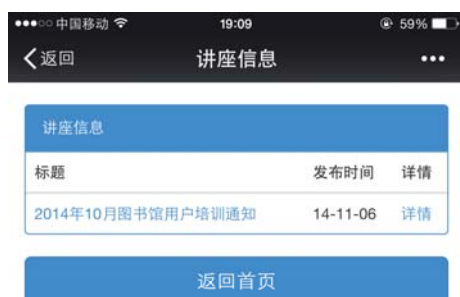 中国移动 19:09 59%
返回 讲座信息
讲座信息
标题 发布时间 详情
2014年10月图书馆用户培训通知 14-11-06 详情
返回首页